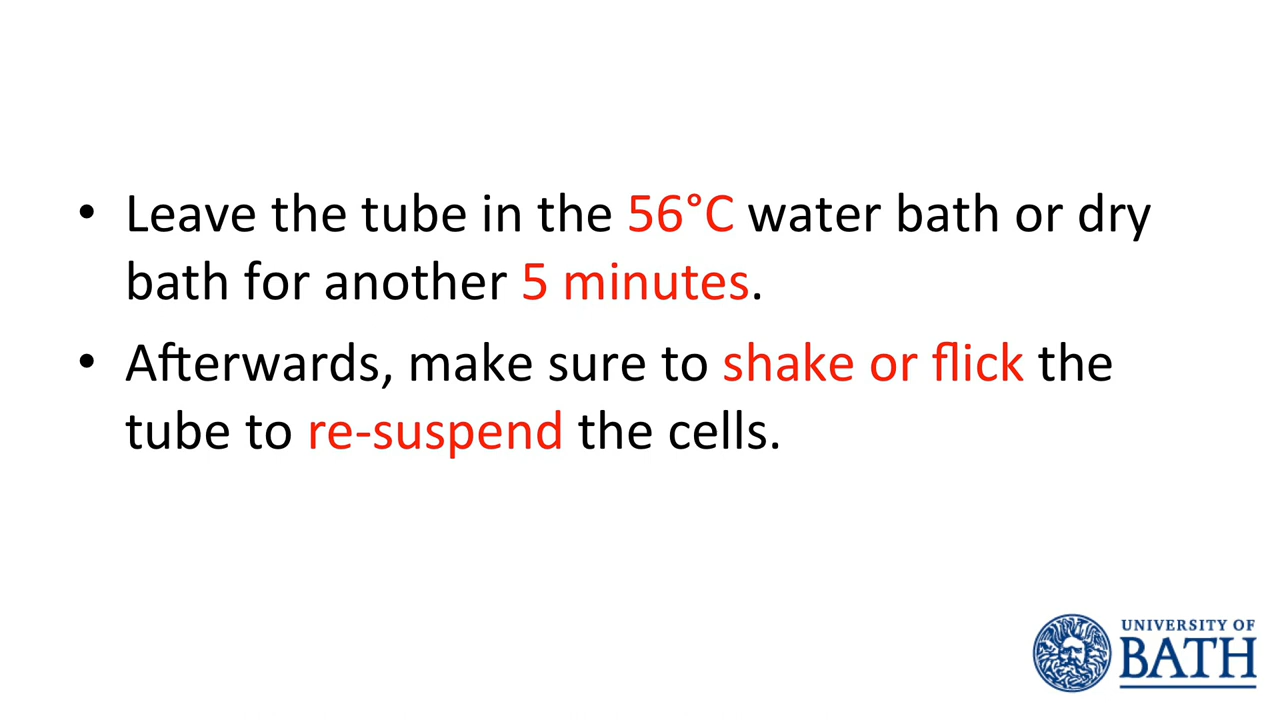 • Leave the tube in the 56°C water bath or dry
bath for another 5 minutes.
• Afterwards, make sure to shake or flick the
tube to re-suspend the cells.
UNIVERSITY OF
BATH